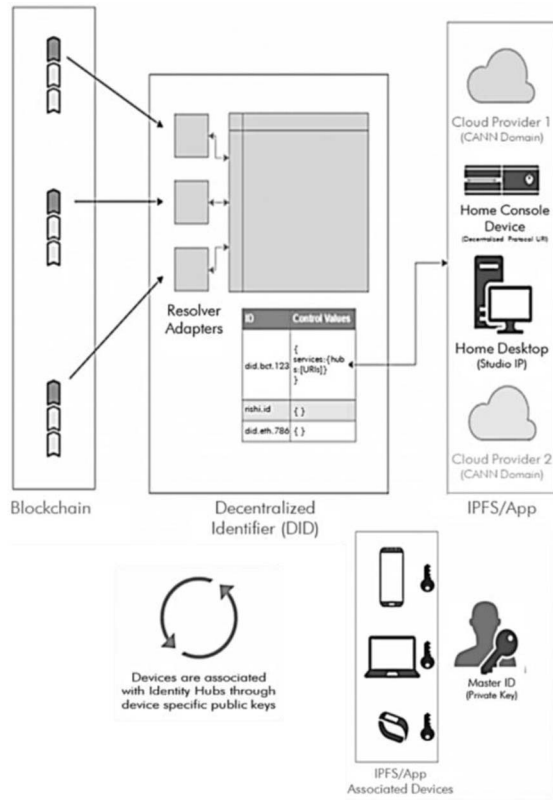 Cloud Provider 1
(CANN Domain)
Home Console
Device
(Decentralized Protocol URI)
Home Desktop
(Studio IP)
Cloud Provider 2
(CANN Domain)
Resolver
Adapters
ID Control Values
did.bct.123 {
services:{hub
s:[URIs]}
}
rishi.id { }
did.eth.786 { }
Blockchain
Decentralized
Identifier (DID)
IPFS/App
Devices are associated
with Identity Hubs through
device specific public keys
Master ID
(Private Key)
IPFS/App
Associated Devices